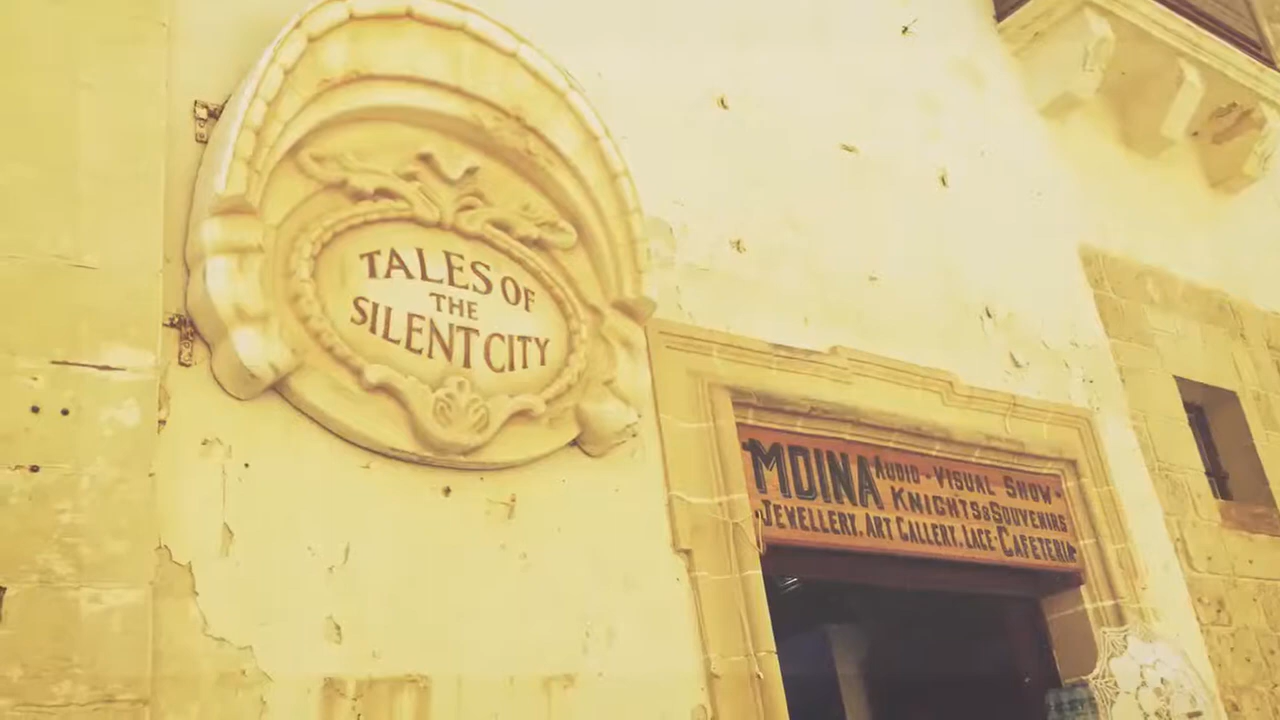 TALES OF
THE
SILENT CITY
MDINA AUDIO-VISUAL SHOW-
KNIGHTS&SOUVENIRS
JEWELLERY. ART GALLERY. LACE-CAFETERIA